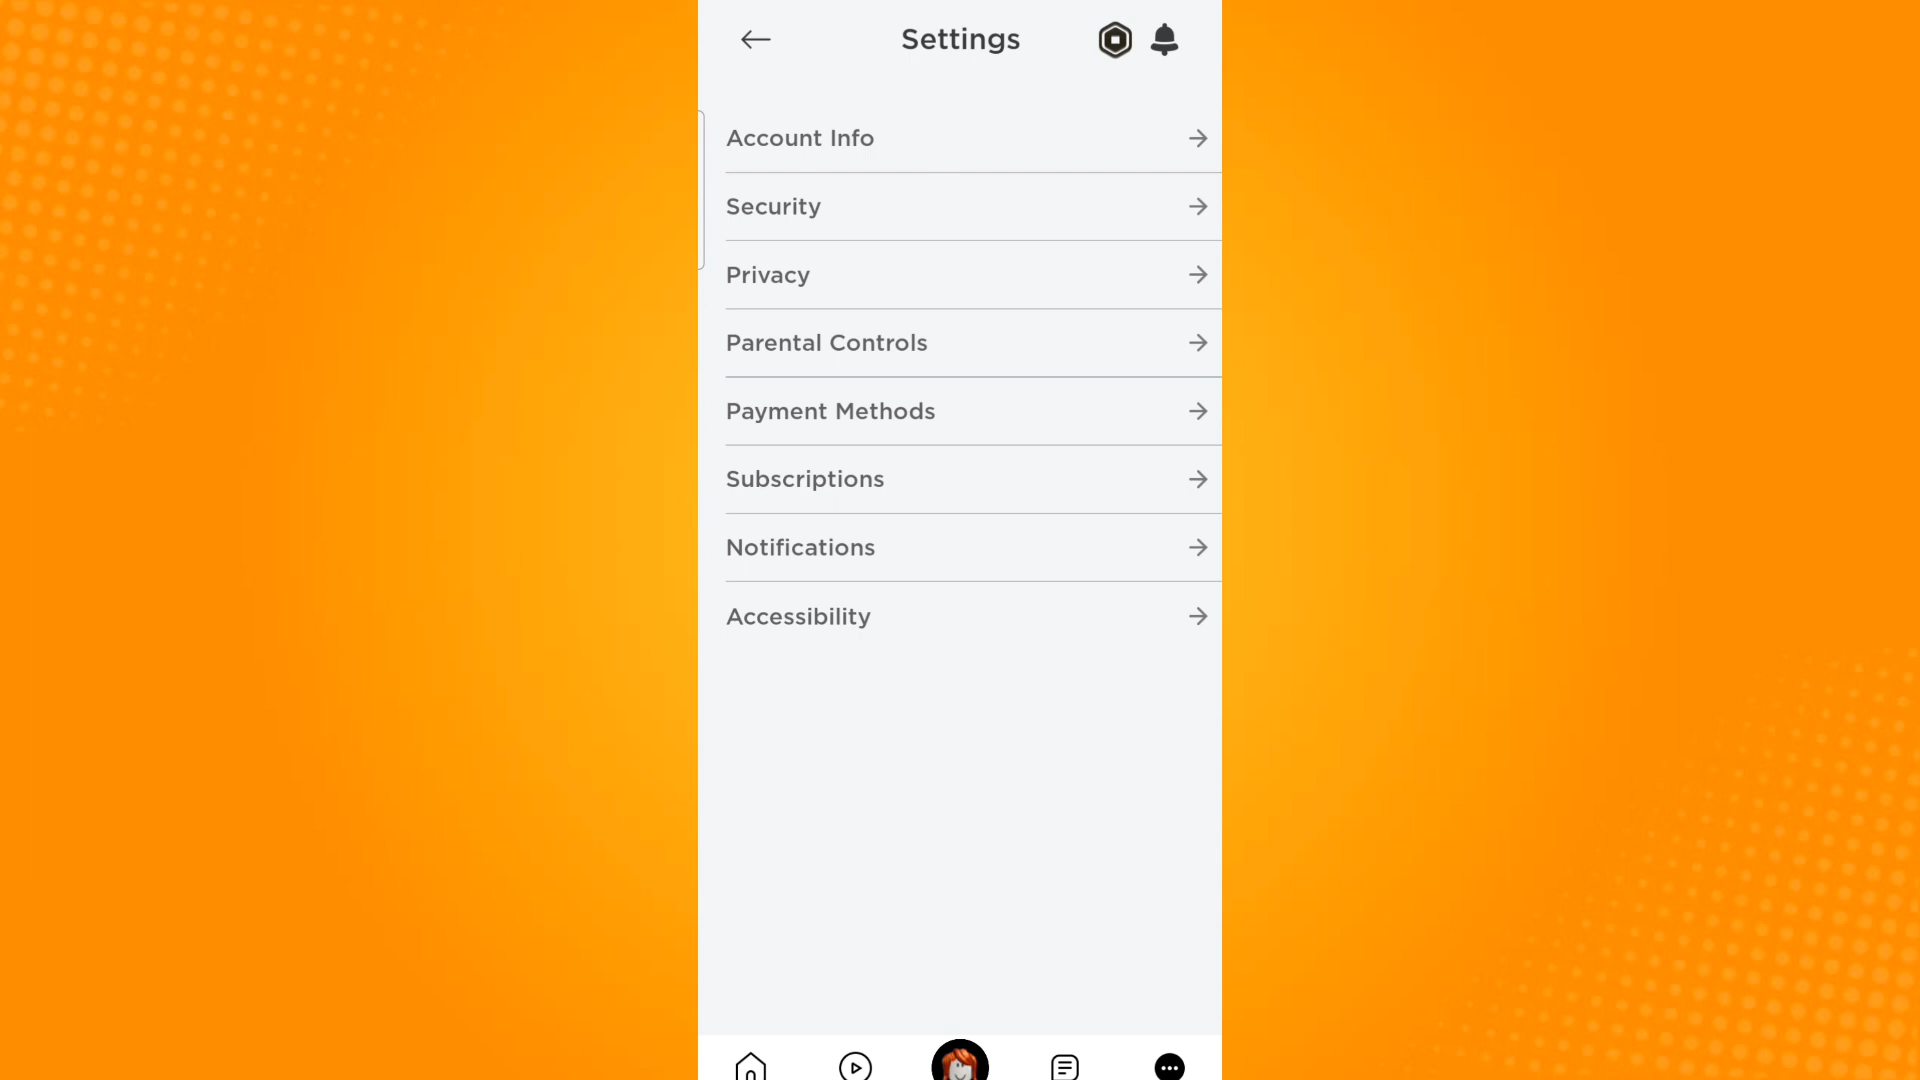 Settings
Account Info
Security
Privacy
Parental Controls
Payment Methods
Subscriptions
Notifications
Accessibility